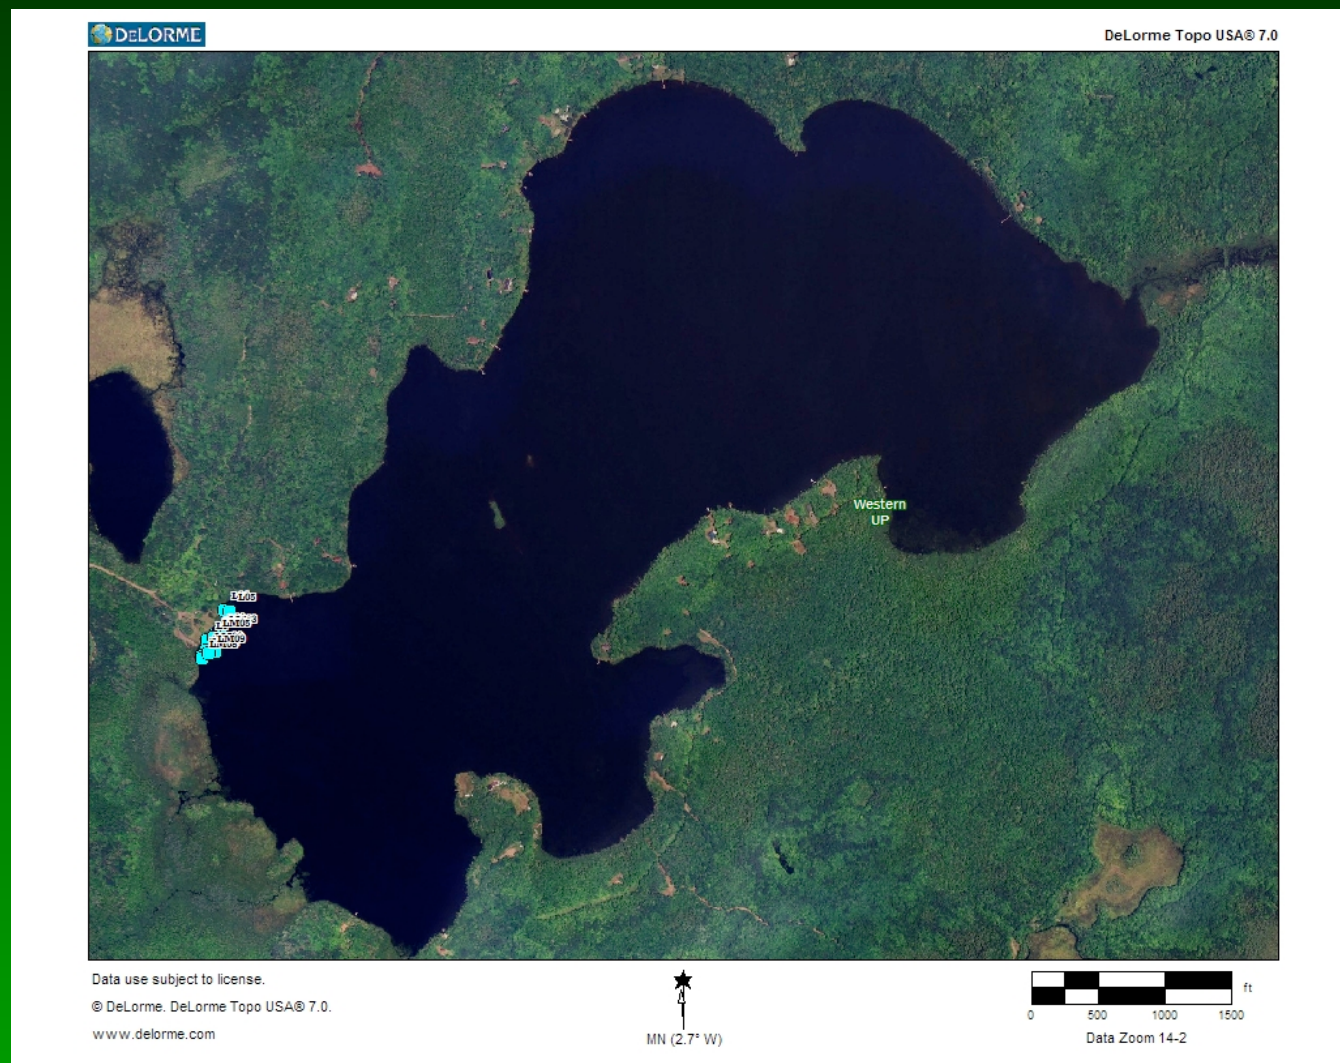 DELORME
DeLorme Topo USA® 7.0
Western
UP
L05
LM05
LM09
Data use subject to license.
© DeLorme. DeLorme Topo USA® 7.0.
www.delorme.com
MN (2.7° W)
ft
0 500 1000 1500
Data Zoom 14-2